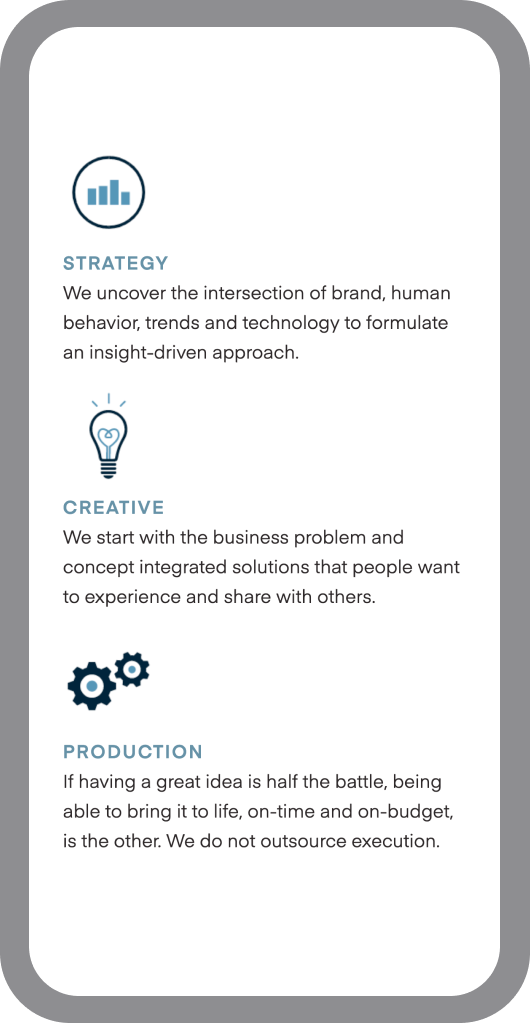 STRATEGY
We uncover the intersection of brand, human
behavior, trends and technology to formulate
an insight-driven approach.
CREATIVE
We start with the business problem and
concept integrated solutions that people want
to experience and share with others.
PRODUCTION
If having a great idea is half the battle, being
able to bring it to life, on-time and on-budget,
is the other. We do not outsource execution.